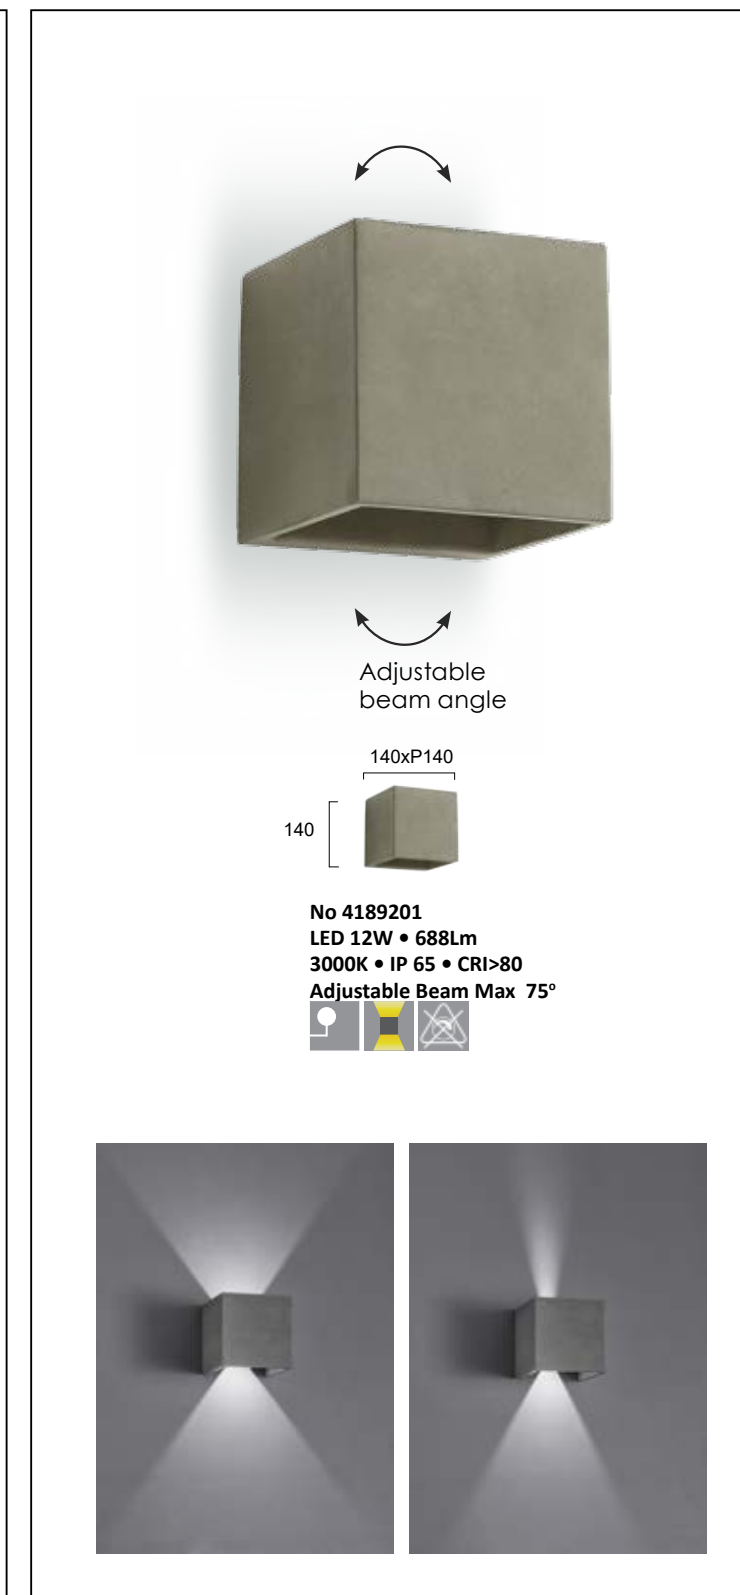 Adjustable
beam angle
140xP140
140
No 4189201
LED 12W • 688Lm
3000K • IP 65 • CRI>80
Adjustable Beam Max 75º